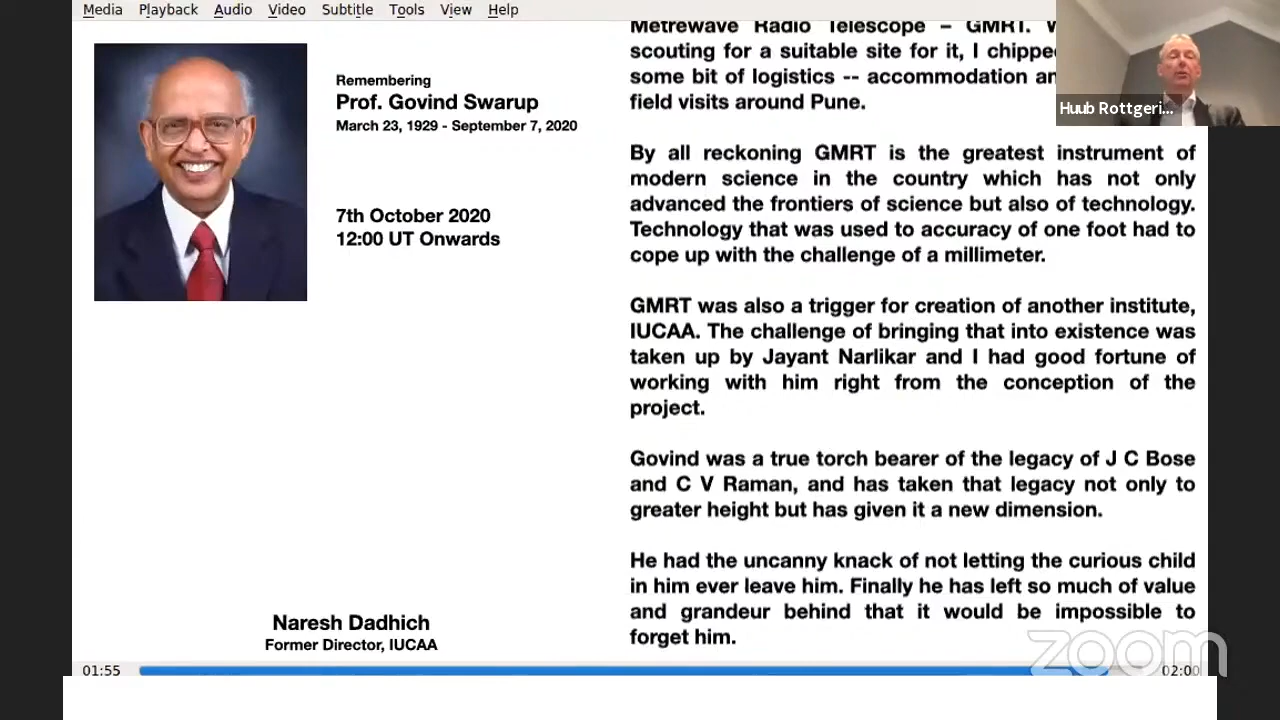 Media Playback Audio Video Subtitle Tools View Help
Remembering
Prof. Govind Swarup
March 23, 1929 - September 7, 2020
7th October 2020
12:00 UT Onwards
Naresh Dadhich
Former Director, IUCAA
Metrewave Radio Telescope – GMRT.
scouting for a suitable site for it, I chipped
some bit of logistics -- accommodation
field visits around Pune.
By all reckoning GMRT is the greatest instrument of
modern science in the country which has not only
advanced the frontiers of science but also of technology.
Technology that was used to accuracy of one foot had to
cope up with the challenge of a millimeter.
GMRT was also a trigger for creation of another institute,
IUCAA. The challenge of bringing that into existence was
taken up by Jayant Narlikar and I had good fortune of
working with him right from the conception of the
project.
Govind was a true torch bearer of the legacy of J C Bose
and C V Raman, and has taken that legacy not only to
greater height but has given it a new dimension.
He had the uncanny knack of not letting the curious child
in him ever leave him. Finally he has left so much of value
and grandeur behind that it would be impossible to
forget him.
Huub Rottgeri...
zoom
01:55
02:00